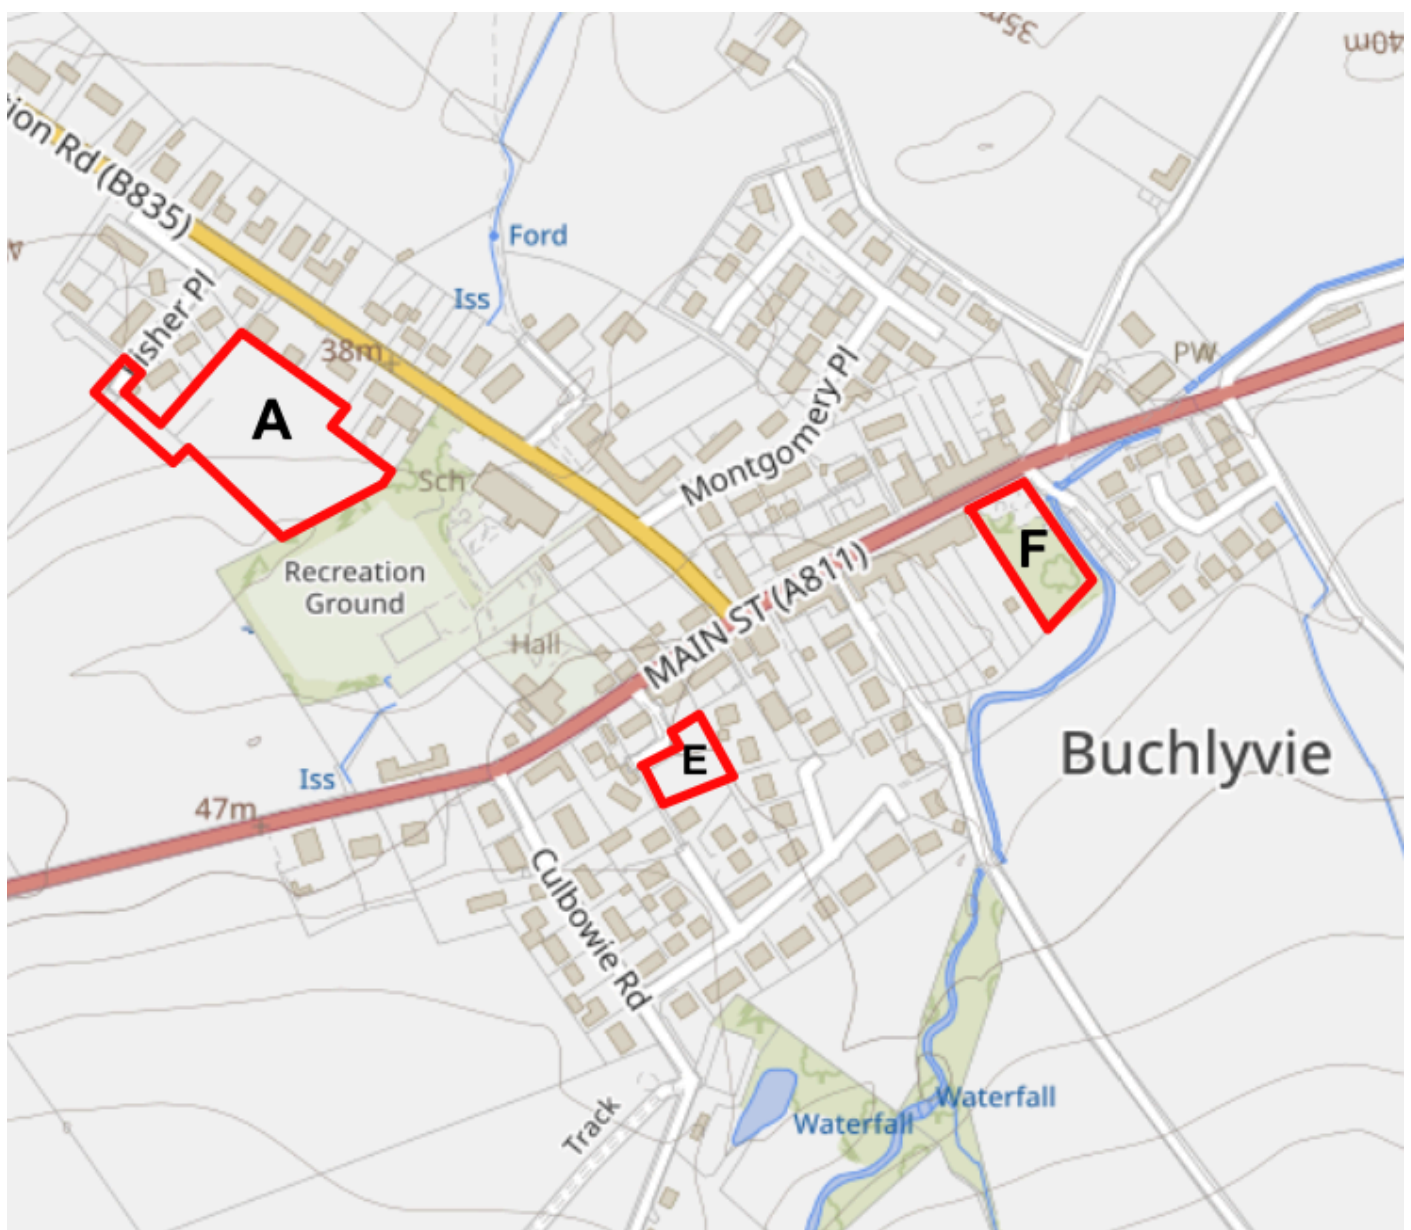 35m
40m
ion Rd (B835)
Ford
Iss
isher Pl
38m
PW
A
Montgomery Pl
Sch
F
Recreation
Ground
MAIN ST (A811)
Hall
E
Buchlyvie
Iss
47m
Culbowie Rd
Waterfall
Waterfall
Track